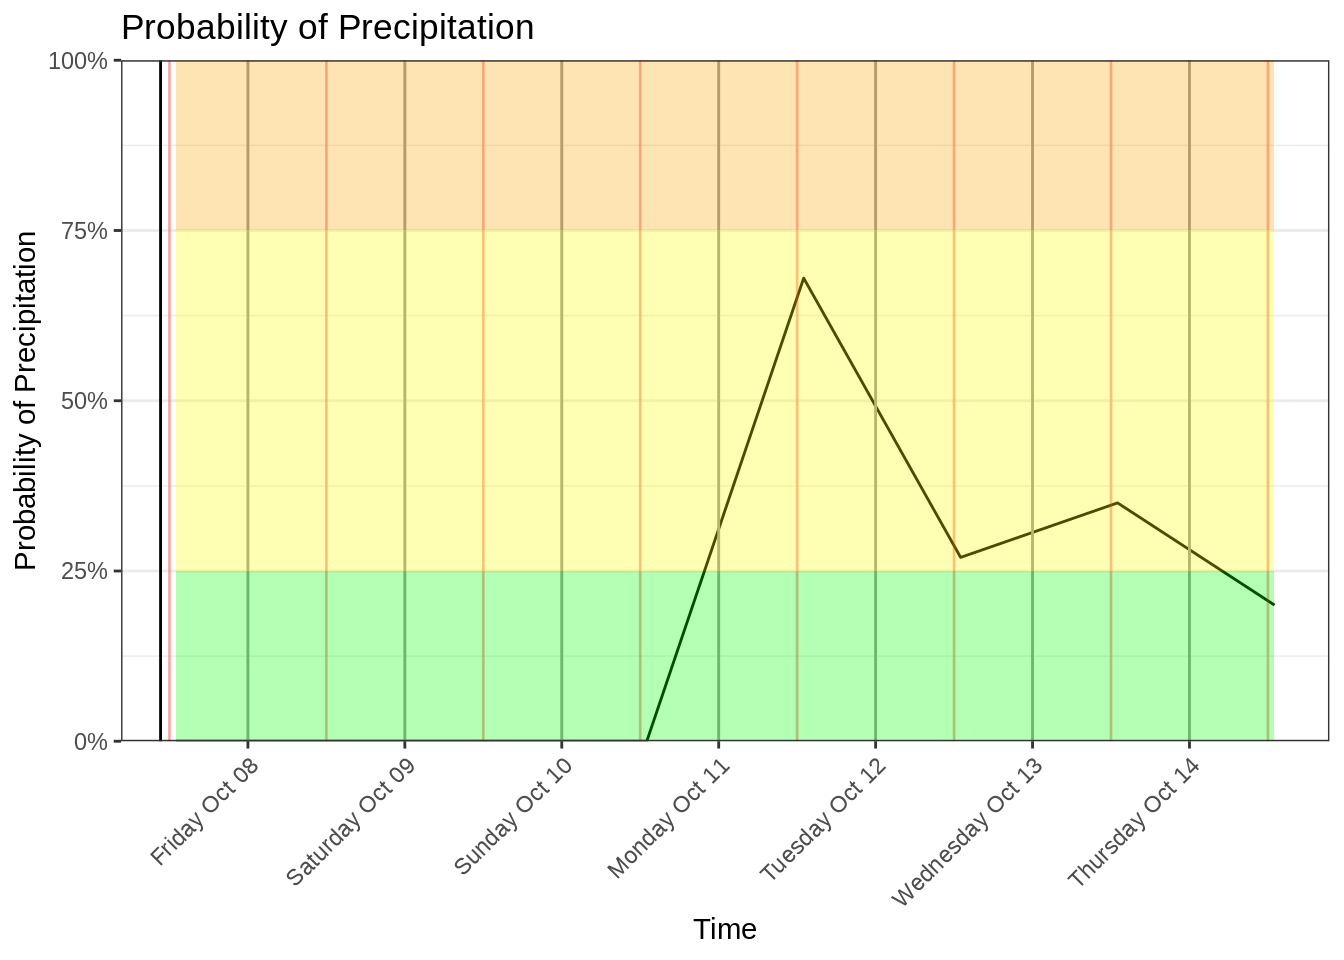 Probability of Precipitation
Probability of Precipitation
100%
75%
50%
25%
0%
Friday Oct 08
Saturday Oct 09
Sunday Oct 10
Monday Oct 11
Tuesday Oct 12
Wednesday Oct 13
Thursday Oct 14
Time